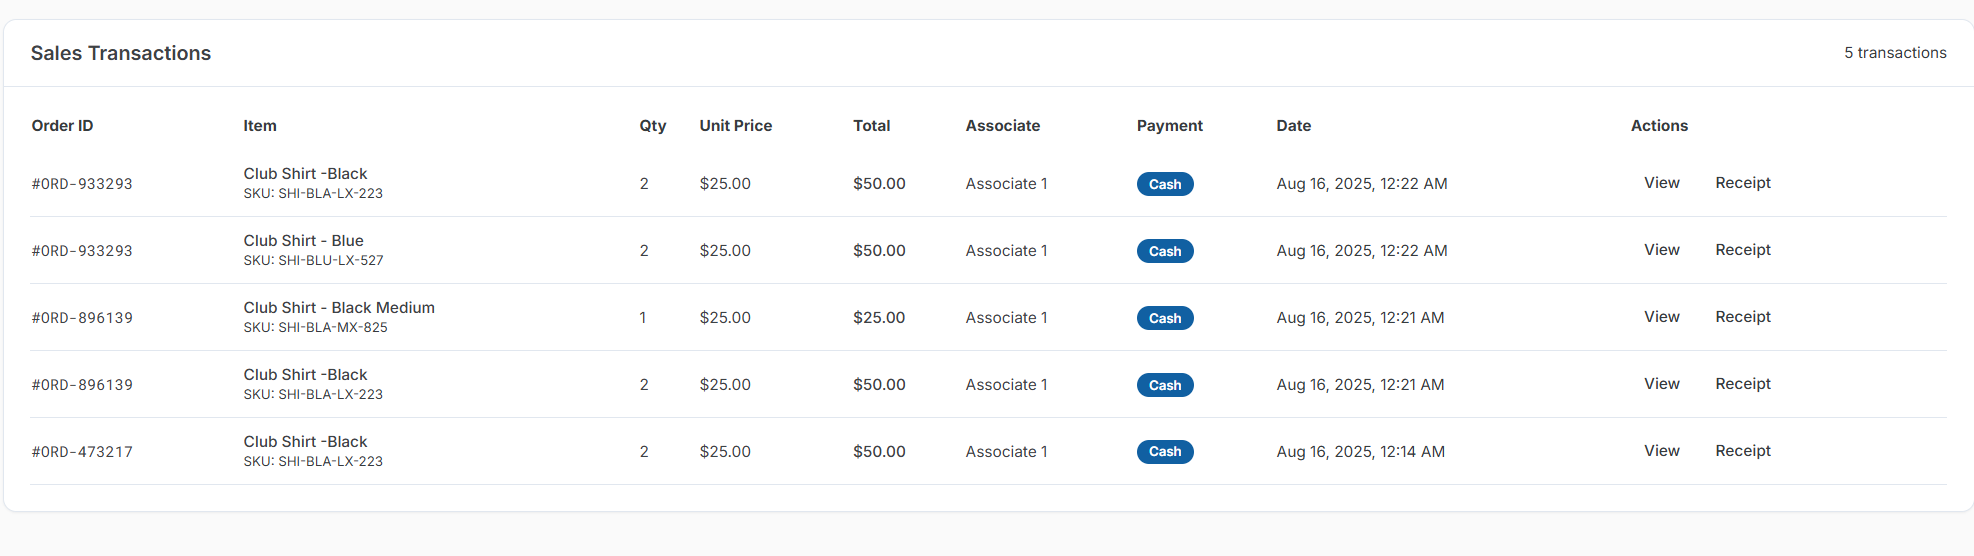 Sales Transactions
5 transactions
Order ID Item Qty Unit Price Total Associate Payment Date Actions
#ORD-933293 Club Shirt -Black 2 $25.00 $50.00 Associate 1 Cash Aug 16, 2025, 12:22 AM View Receipt
SKU: SHI-BLA-LX-223
#ORD-933293 Club Shirt - Blue 2 $25.00 $50.00 Associate 1 Cash Aug 16, 2025, 12:22 AM View Receipt
SKU: SHI-BLU-LX-527
#ORD-896139 Club Shirt - Black Medium 1 $25.00 $25.00 Associate 1 Cash Aug 16, 2025, 12:21 AM View Receipt
SKU: SHI-BLA-MX-825
#ORD-896139 Club Shirt -Black 2 $25.00 $50.00 Associate 1 Cash Aug 16, 2025, 12:21 AM View Receipt
SKU: SHI-BLA-LX-223
#ORD-473217 Club Shirt -Black 2 $25.00 $50.00 Associate 1 Cash Aug 16, 2025, 12:14 AM View Receipt
SKU: SHI-BLA-LX-223